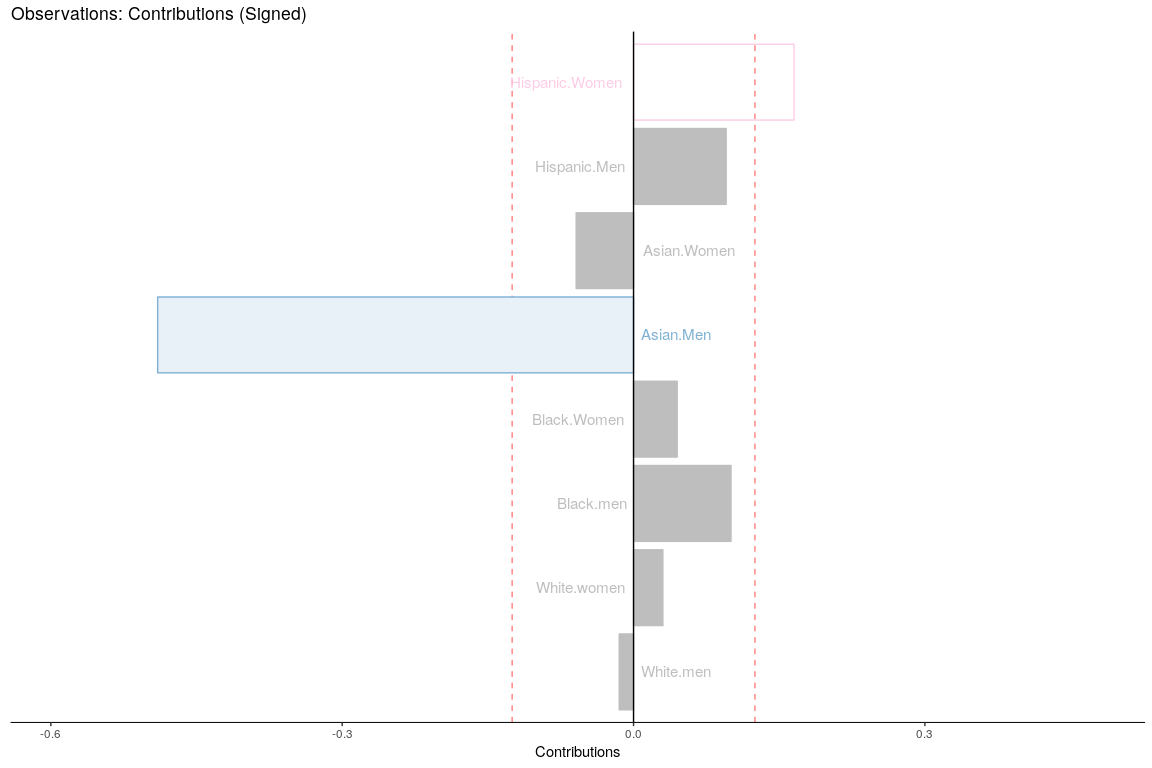 Observations: Contributions (Signed)
Hispanic.Women
Hispanic.Men
Asian.Women
Asian.Men
Black.Women
Black.men
White.women
White.men
-0.6
-0.3
0.0
0.3
Contributions